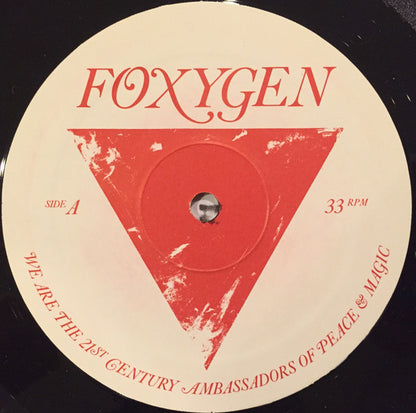 FOXYGEN
SIDE A
33 RPM
WE ARE THE 21ST CENTURY AMBASSADORS OF PEACE & MAGIC